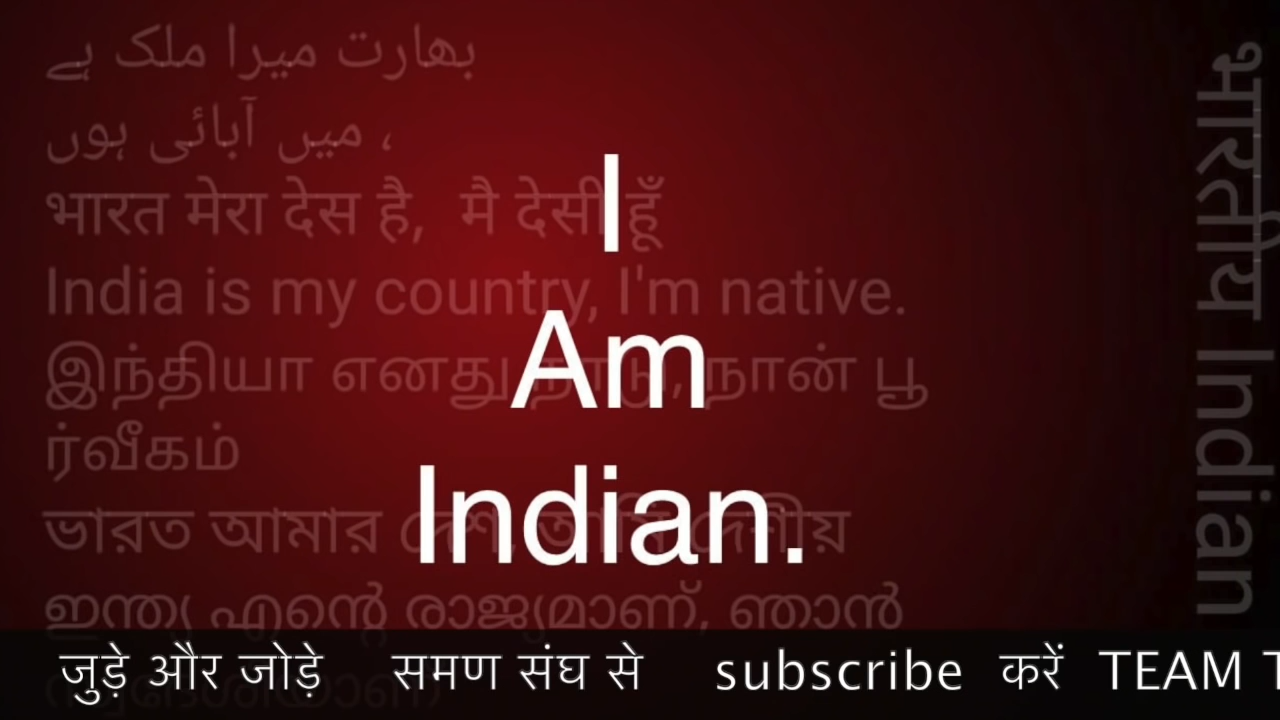 بھارت میرا ملک ہے
، میں آبائی ہوں
भारत मेरा देस है, मै देसी हूँ
India is my country, I'm native.
இந்தியா எனது நாடு, நான் பூ
ர்வீகம்
ভারত আমার দেশ, আমি দেশীয়
ഇന്ത്യ എന്റെ രാജ്യമാണ്, ഞാൻ
I
Am
Indian.
भारतीय Indian
जुड़े और जोड़े समण संघ से subscribe करें TEAM T